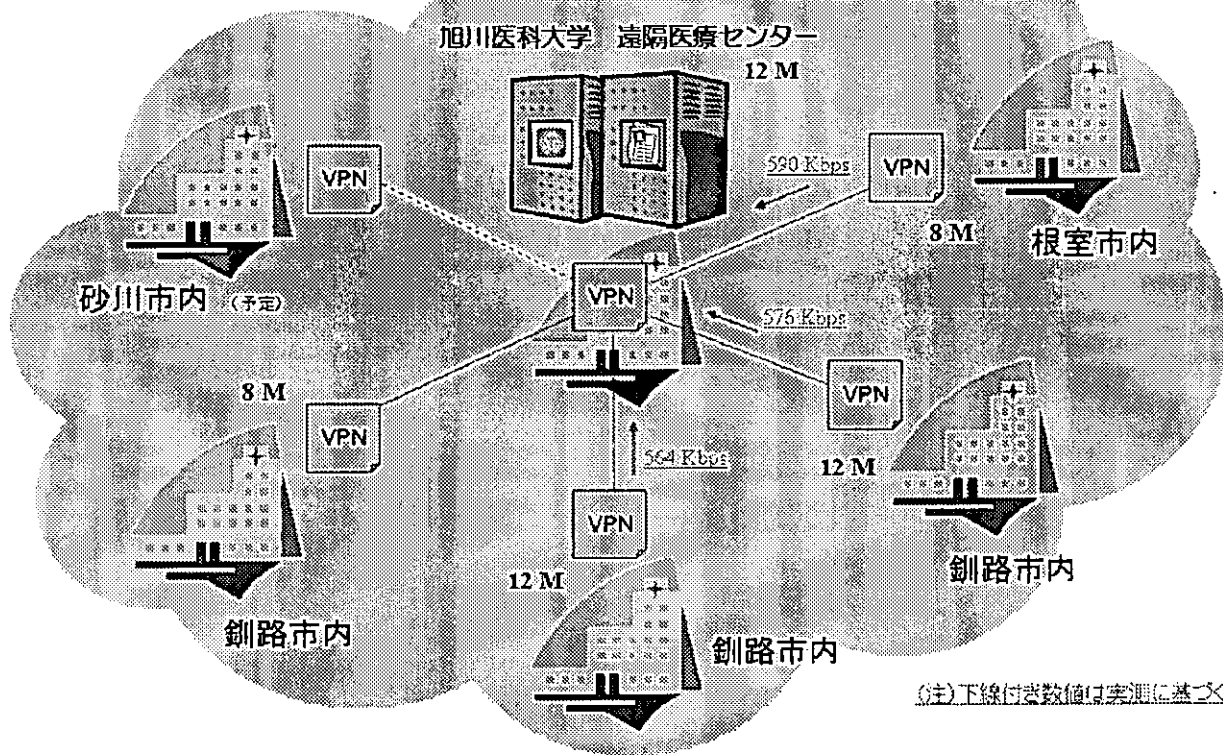 旭川医科大学 遠隔医療センター
12 M
VPN
590 Kbps
VPN
8 M
根室市内
砂川市内 (予定)
VPN
576 Kbps
8 M
VPN
VPN
12 M
564 Kbps
釧路市内
VPN
12 M
釧路市内
釧路市内
(注)下線付き数値は実測に基づく